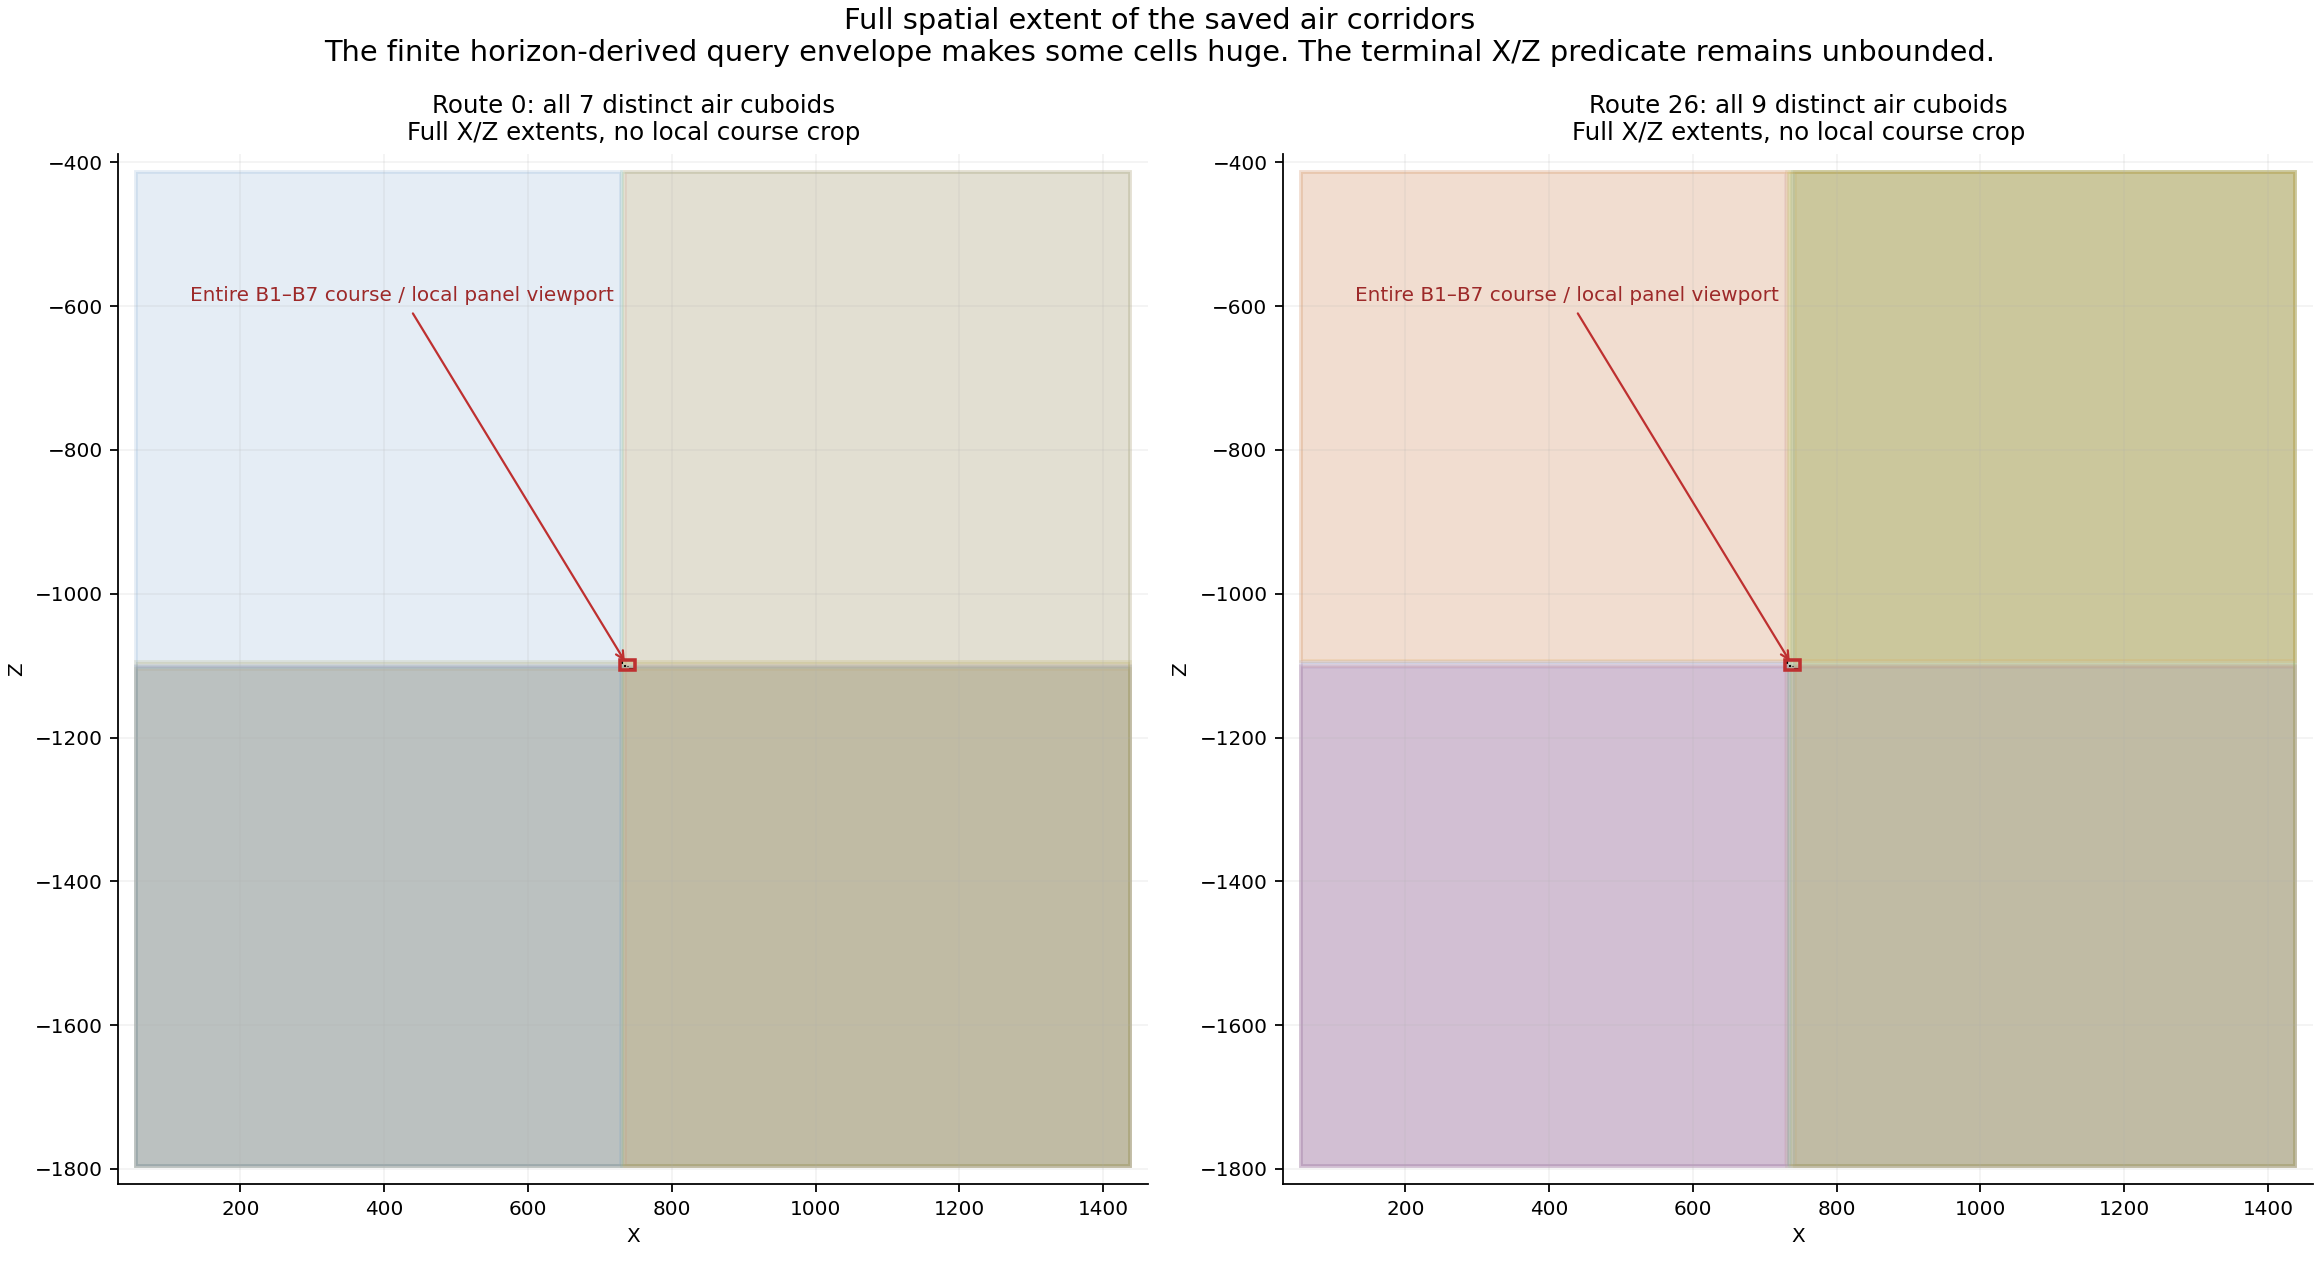 Full spatial extent of the saved air corridors
The finite horizon-derived query envelope makes some cells huge. The terminal X/Z predicate remains unbounded.
Route 0: all 7 distinct air cuboids
Full X/Z extents, no local course crop
−400
−600
−800
−1000
−1200
−1400
−1600
−1800
Z
Entire B1–B7 course / local panel viewport
200
400
600
800
1000
1200
1400
X
Route 26: all 9 distinct air cuboids
Full X/Z extents, no local course crop
−400
−600
−800
−1000
−1200
−1400
−1600
−1800
Z
Entire B1–B7 course / local panel viewport
200
400
600
800
1000
1200
1400
X